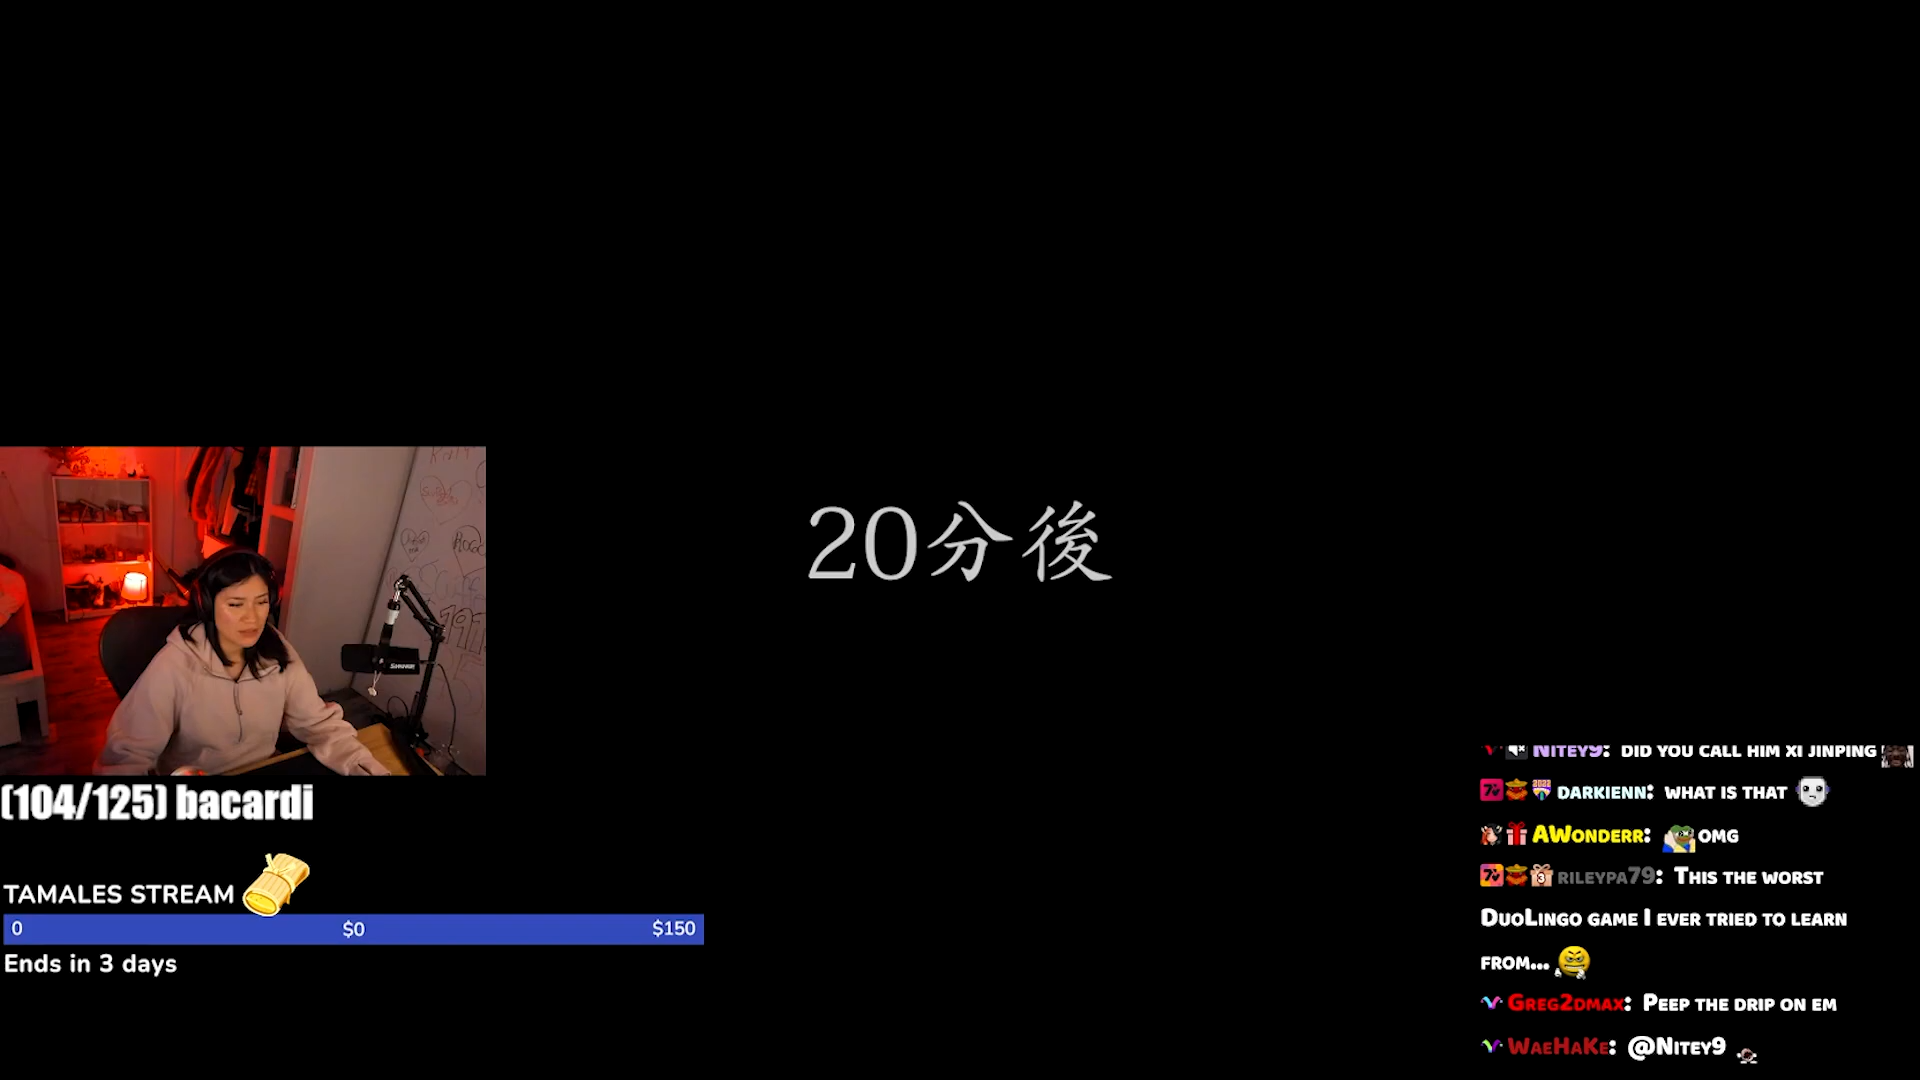 20分後
SHURE
(104/125) bacardi
TAMALES STREAM
0 $0 $150
Ends in 3 days
NITEY9: DID YOU CALL HIM XI JINPING
DARKIENN: WHAT IS THAT
AWONDERR: OMG
RILEYPA79: THIS THE WORST
DUOLINGO GAME I EVER TRIED TO LEARN
FROM...
GREG2DMAX: PEEP THE DRIP ON EM
WAEHAKE: @NITEY9